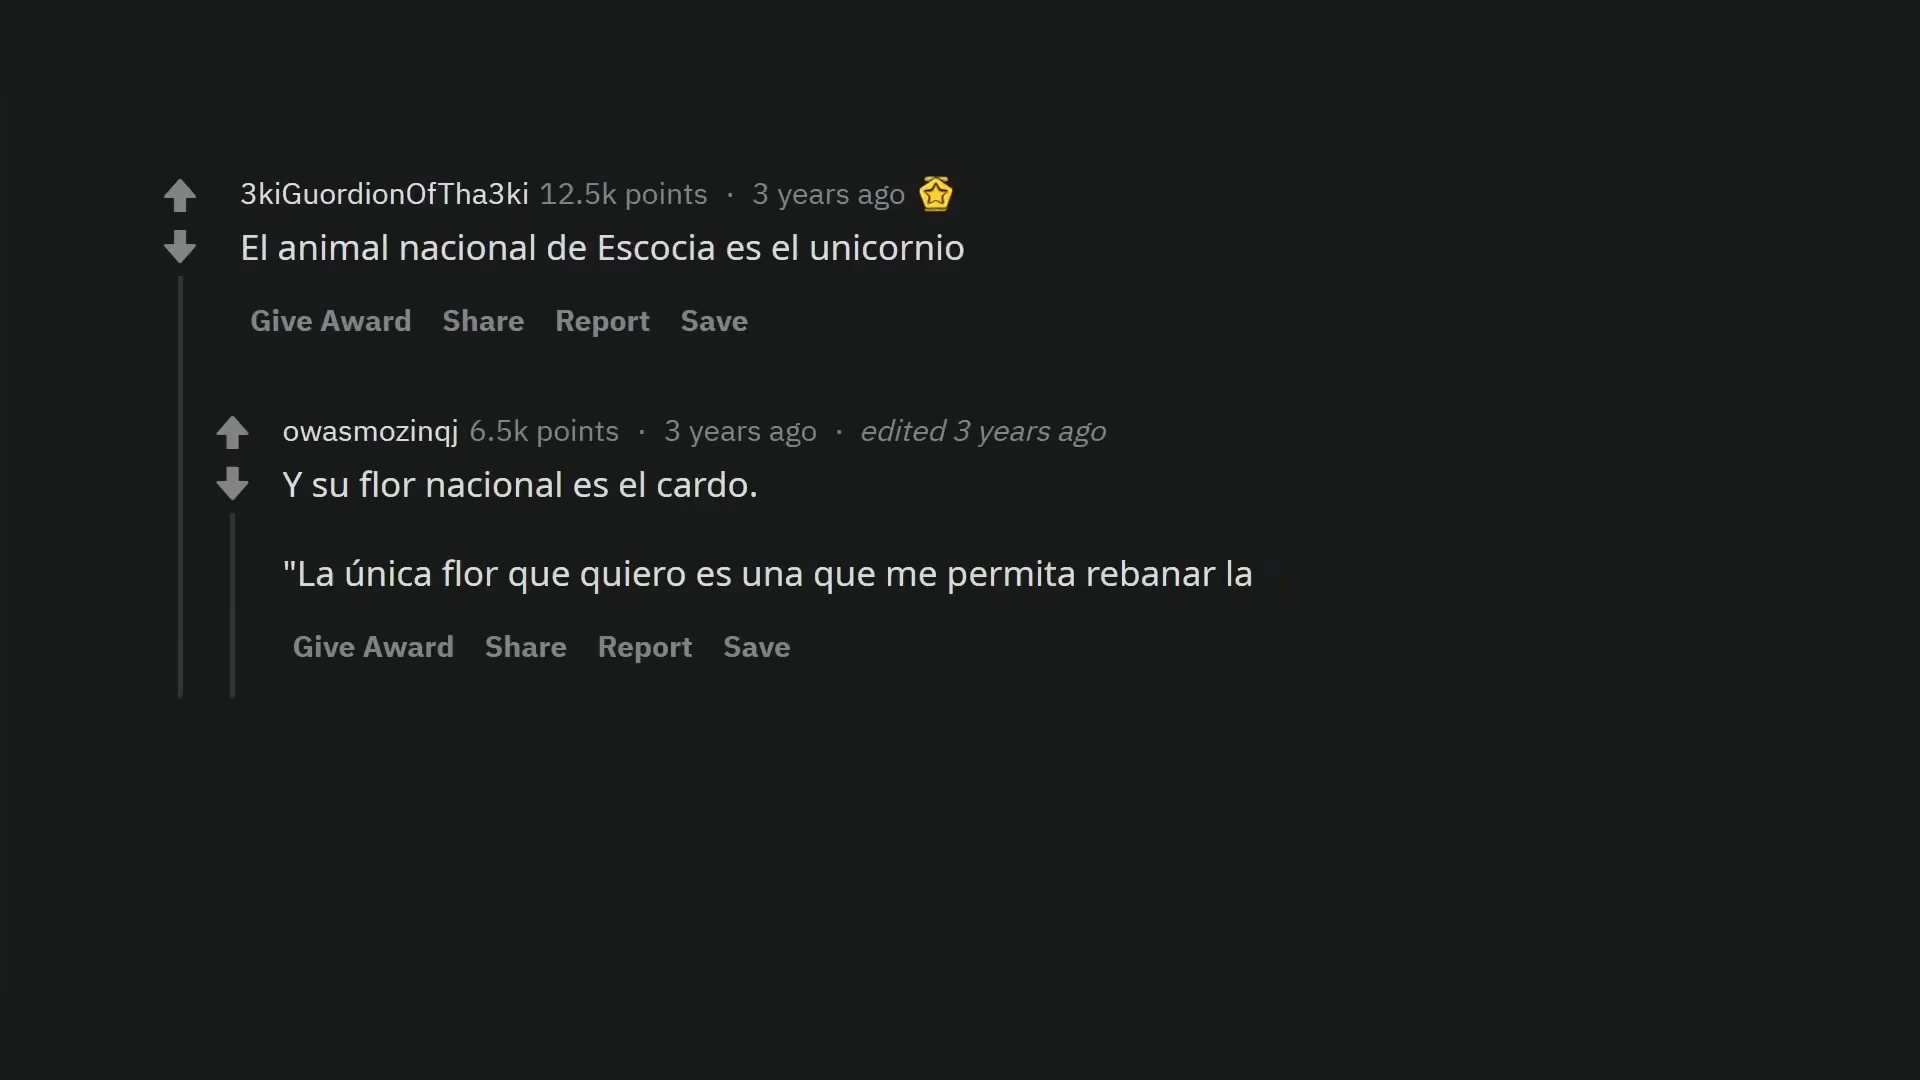 3kiGuordionOfTha3ki 12.5k points · 3 years ago
El animal nacional de Escocia es el unicornio
Give Award Share Report Save
owasmozinqj 6.5k points · 3 years ago · edited 3 years ago
Y su flor nacional es el cardo.
"La única flor que quiero es una que me permita rebanar la
Give Award Share Report Save